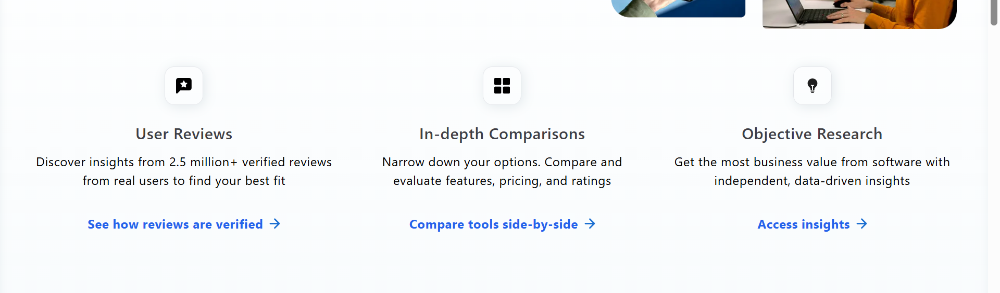 User Reviews
Discover insights from 2.5 million+ verified reviews
from real users to find your best fit
See how reviews are verified →
In-depth Comparisons
Narrow down your options. Compare and
evaluate features, pricing, and ratings
Compare tools side-by-side →
Objective Research
Get the most business value from software with
independent, data-driven insights
Access insights →